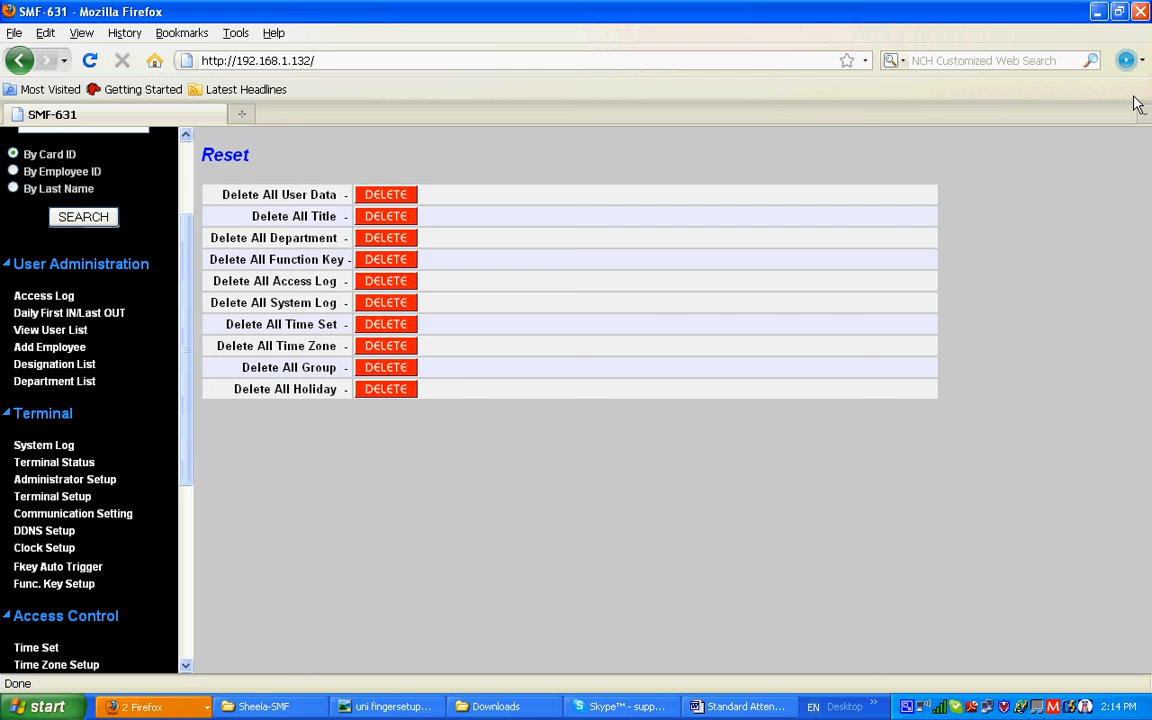 SMF-631 - Mozilla Firefox
File Edit View History Bookmarks Tools Help
http://192.168.1.132/
NCH Customized Web Search
Most Visited Getting Started Latest Headlines
SMF-631
By Card ID
By Employee ID
By Last Name
SEARCH
User Administration
Access Log
Daily First IN/Last OUT
View User List
Add Employee
Designation List
Department List
Terminal
System Log
Terminal Status
Administrator Setup
Terminal Setup
Communication Setting
DDNS Setup
Clock Setup
Fkey Auto Trigger
Func. Key Setup
Access Control
Time Set
Time Zone Setup
Reset
Delete All User Data - DELETE
Delete All Title - DELETE
Delete All Department - DELETE
Delete All Function Key - DELETE
Delete All Access Log - DELETE
Delete All System Log - DELETE
Delete All Time Set - DELETE
Delete All Time Zone - DELETE
Delete All Group - DELETE
Delete All Holiday - DELETE
Done
start 2 Firefox Sheela-SMF uni fingersetup... Downloads Skype™ - supp... Standard Atten... EN Desktop » 2:14 PM